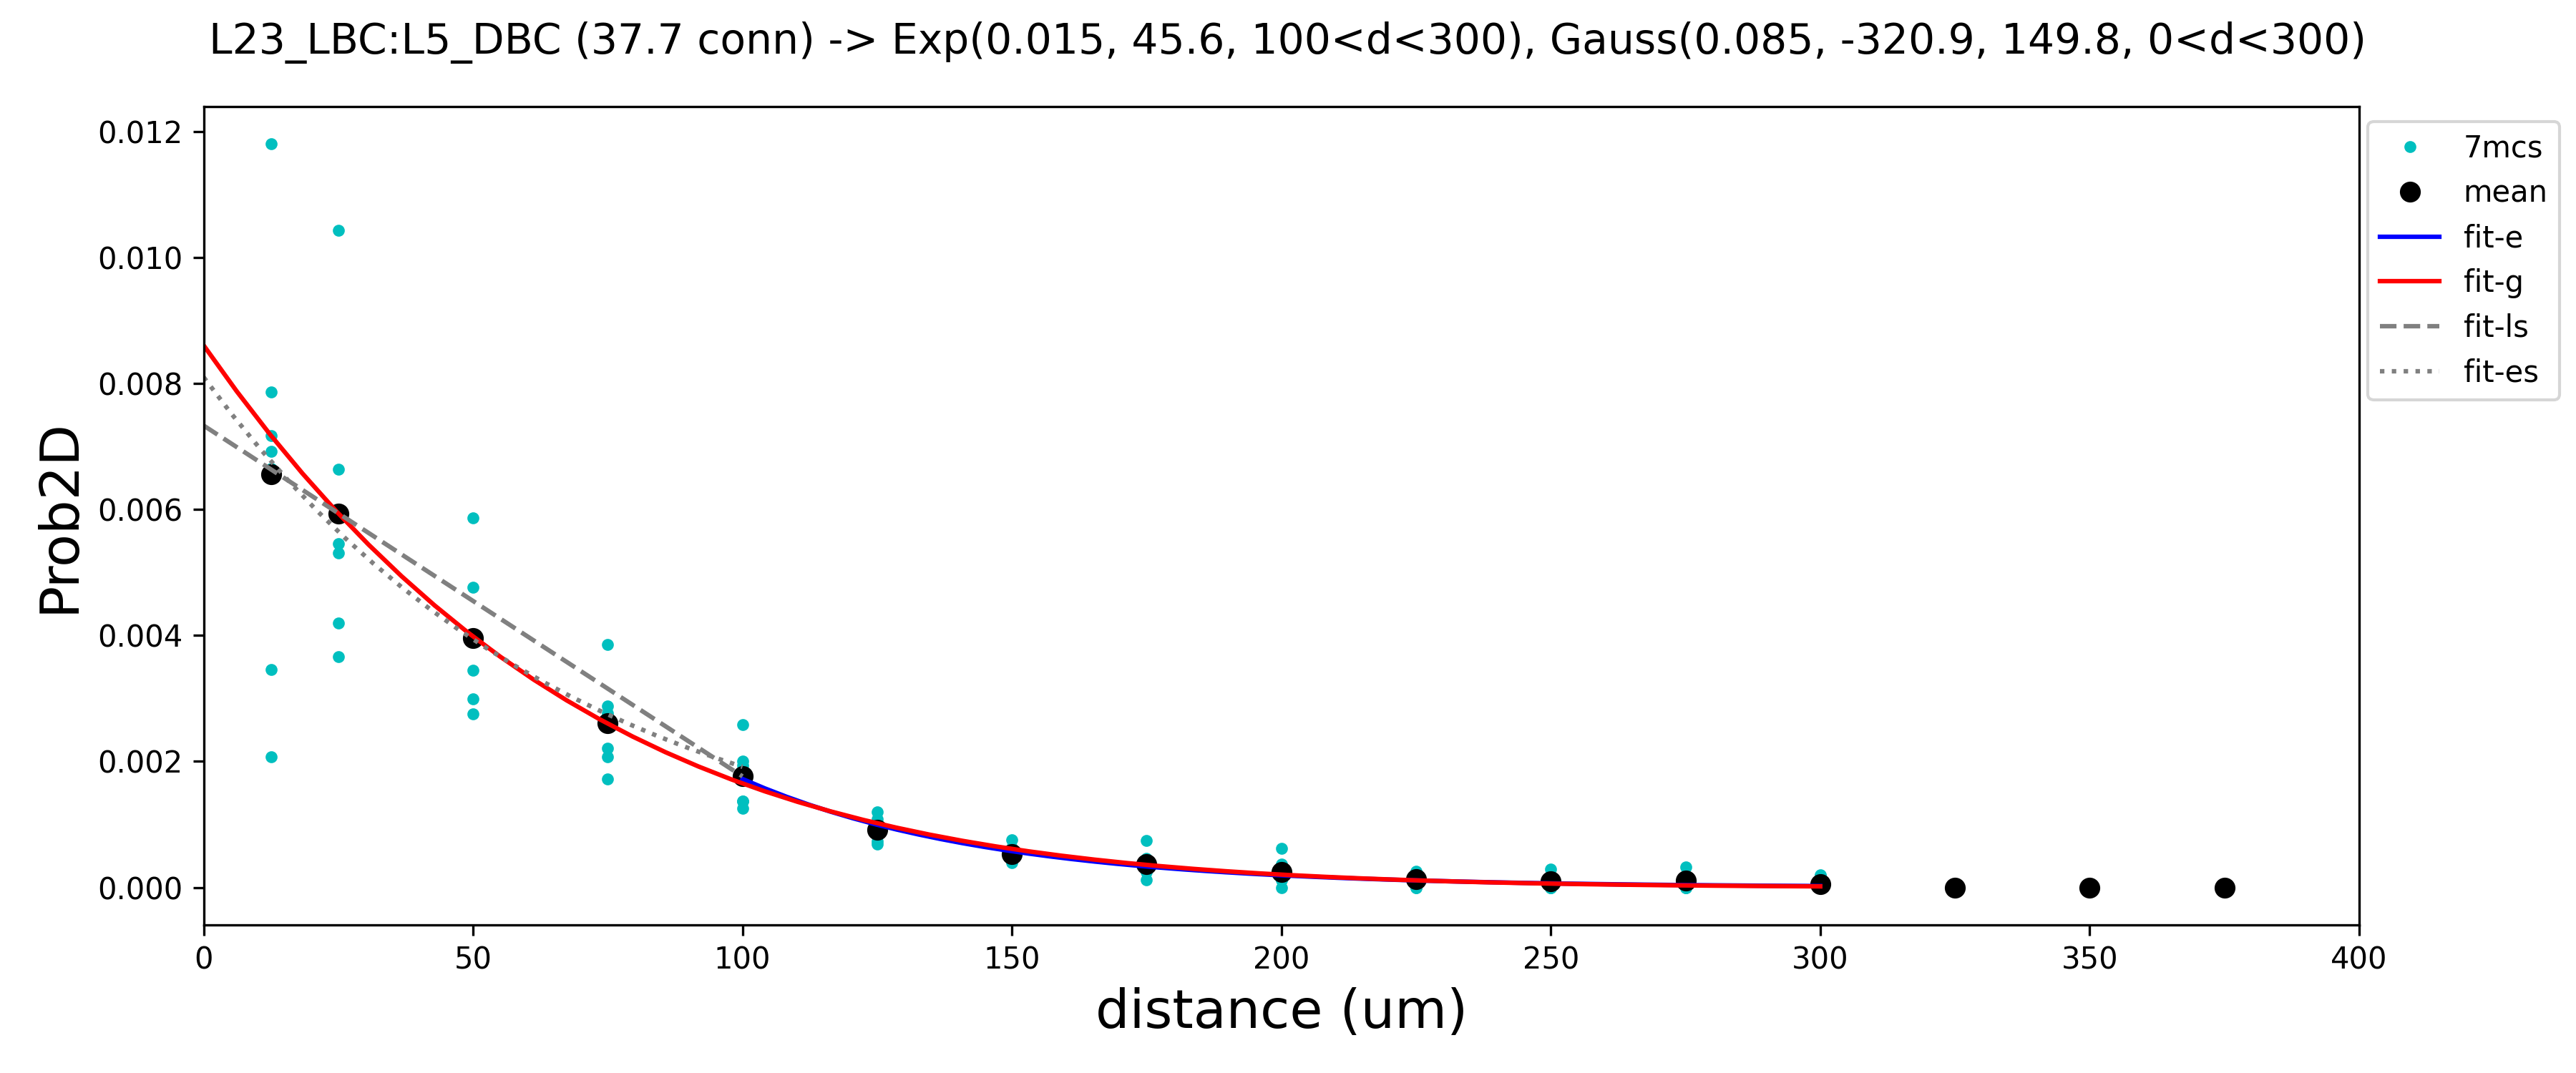 L23_LBC:L5_DBC (37.7 conn) -> Exp(0.015, 45.6, 100<d<300), Gauss(0.085, -320.9, 149.8, 0<d<300)
0.012
0.010
0.008
0.006
0.004
0.002
0.000
Prob2D
0 50 100 150 200 250 300 350 400
distance (um)
7mcs
mean
fit-e
fit-g
fit-ls
fit-es